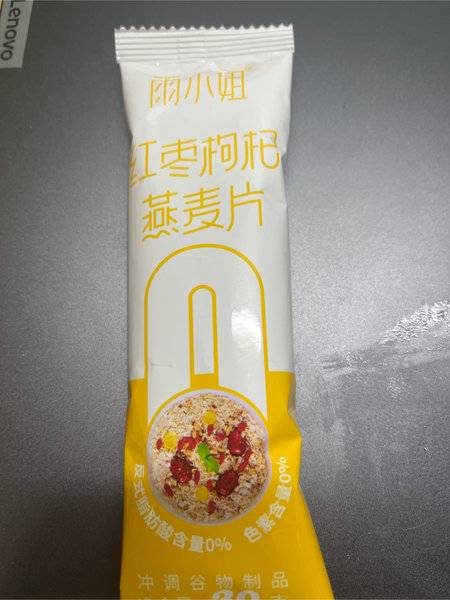 Lenovo
雨小姐
红枣枸杞
燕麦片
反式脂肪酸含量0%
色素含量0%
冲调谷物制品